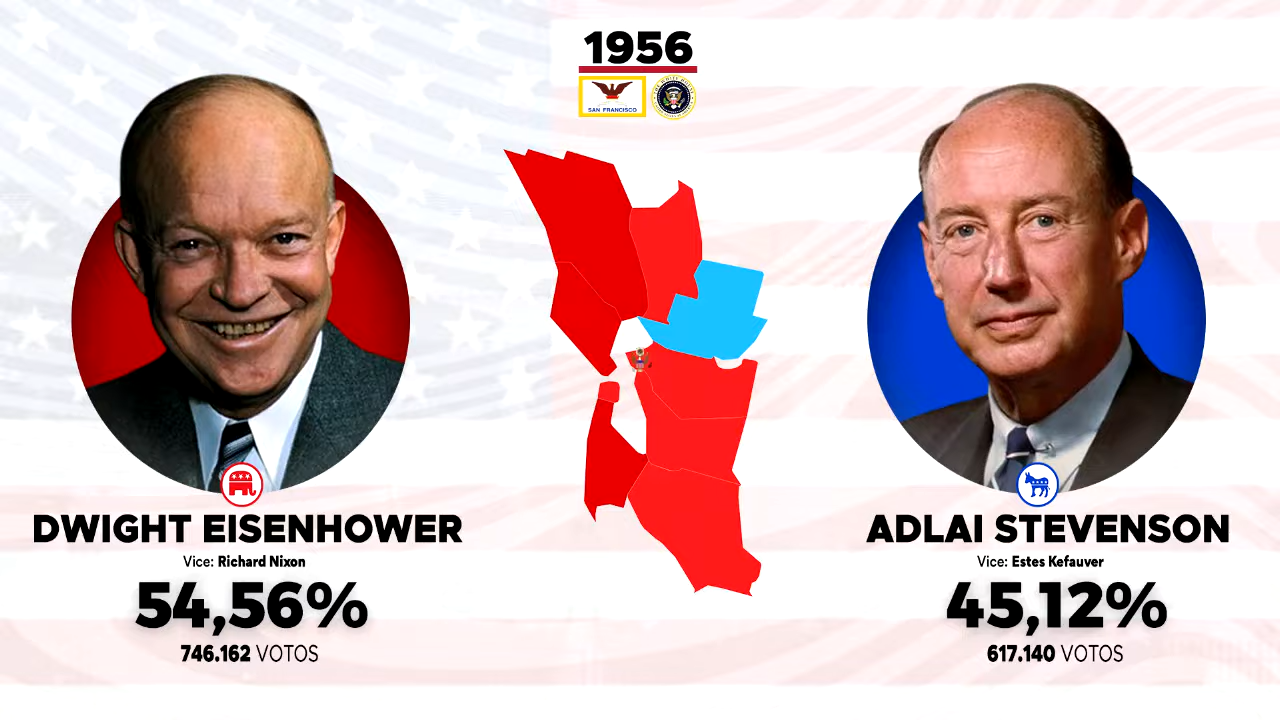 1956
SAN FRANCISCO
DWIGHT EISENHOWER
Vice: Richard Nixon
54,56%
746.162 VOTOS
ADLAI STEVENSON
Vice: Estes Kefauver
45,12%
617.140 VOTOS